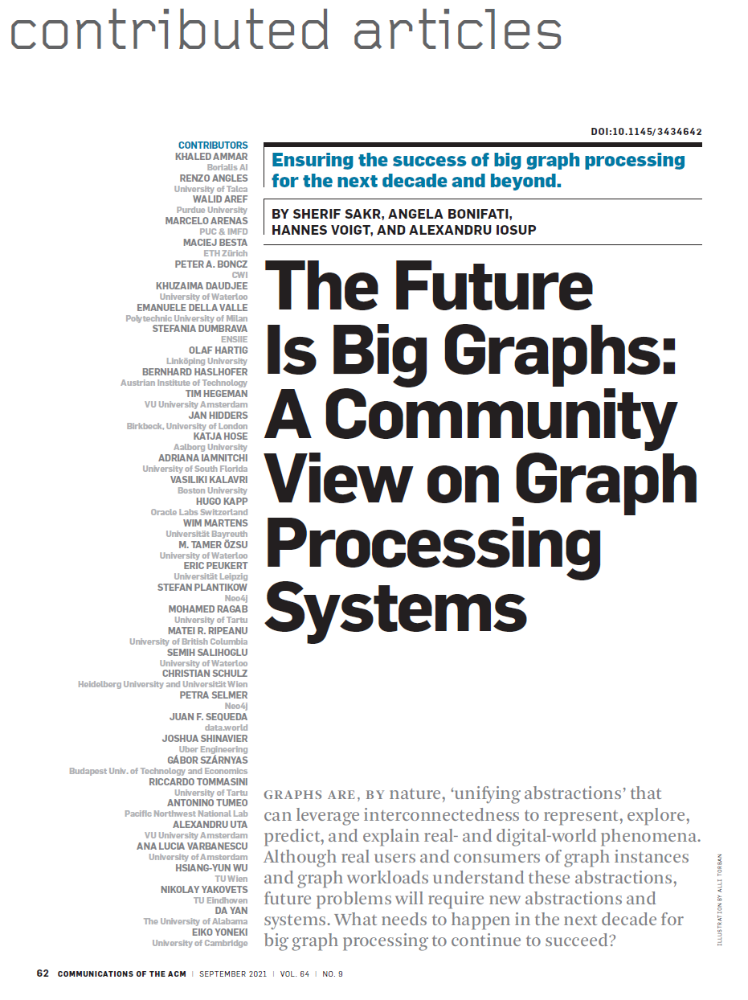 contributed articles
DOI:10.1145/3434642
Ensuring the success of big graph processing
for the next decade and beyond.
BY SHERIF SAKR, ANGELA BONIFATI,
HANNES VOIGT, AND ALEXANDRU IOSUP
The Future
Is Big Graphs:
A Community
View on Graph
Processing
Systems
CONTRIBUTORS
KHALED AMMAR
Borialis AI
RENZO ANGLES
University of Talca
WALID AREF
Purdue University
MARCELO ARENAS
PUC & IMFD
MACIEJ BESTA
ETH Zürich
PETER A. BONCZ
CWI
KHUZAIMA DAUDJEE
University of Waterloo
EMANUELE DELLA VALLE
Polytechnic University of Milan
STEFANIA DUMBRAVA
ENSIIE
OLAF HARTIG
Linköping University
BERNHARD HASLHOFER
Austrian Institute of Technology
TIM HEGEMAN
VU University Amsterdam
JAN HIDDERS
Birkbeck, University of London
KATJA HOSE
Aalborg University
ADRIANA IAMNITCHI
University of South Florida
VASILIKI KALAVRI
Boston University
HUGO KAPP
Oracle Labs Switzerland
WIM MARTENS
Universität Bayreuth
M. TAMER ÖZSU
University of Waterloo
ERIC PEUKERT
Universität Leipzig
STEFAN PLANTIKOW
Neo4j
MOHAMED RAGAB
University of Tartu
MATEI R. RIPEANU
University of British Columbia
SEMIH SALIHOGLU
University of Waterloo
CHRISTIAN SCHULZ
Heidelberg University and Universität Wien
PETRA SELMER
Neo4j
JUAN F. SEQUEDA
data.world
JOSHUA SHINAVIER
Uber Engineering
GÁBOR SZÁRNYAS
Budapest Univ. of Technology and Economics
RICCARDO TOMMASINI
University of Tartu
ANTONINO TUMEO
Pacific Northwest National Lab
ALEXANDRU UTA
VU University Amsterdam
ANA LUCIA VARBANESCU
University of Amsterdam
HSIANG-YUN WU
TU Wien
NIKOLAY YAKOVETS
TU Eindhoven
DA YAN
The University of Alabama
EIKO YONEKI
University of Cambridge
GRAPHS ARE, BY nature, ‘unifying abstractions’ that
can leverage interconnectedness to represent, explore,
predict, and explain real- and digital-world phenomena.
Although real users and consumers of graph instances
and graph workloads understand these abstractions,
future problems will require new abstractions and
systems. What needs to happen in the next decade for
big graph processing to continue to succeed?
ILLUSTRATION BY ALLI TORBAN
62 COMMUNICATIONS OF THE ACM | SEPTEMBER 2021 | VOL. 64 | NO. 9